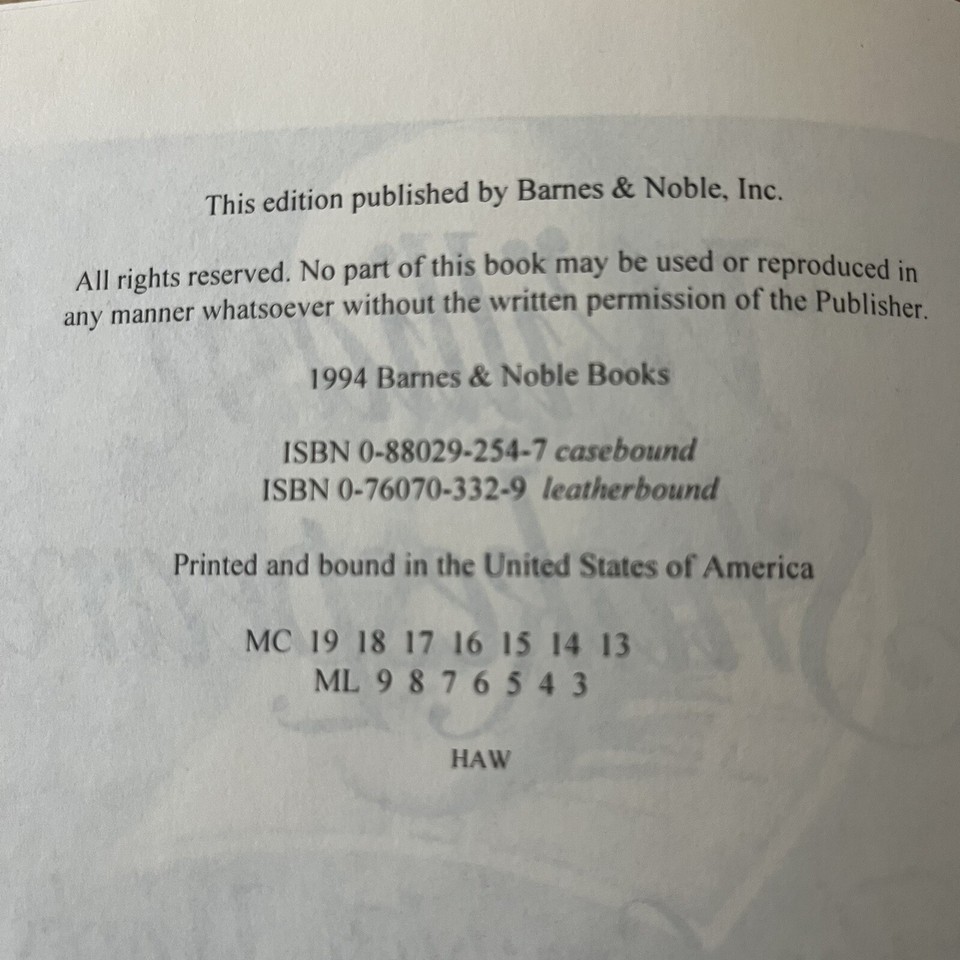 This edition published by Barnes & Noble, Inc.
All rights reserved. No part of this book may be used or reproduced in
any manner whatsoever without the written permission of the Publisher.
1994 Barnes & Noble Books
ISBN 0-88029-254-7 casebound
ISBN 0-76070-332-9 leatherbound
Printed and bound in the United States of America
MC 19 18 17 16 15 14 13
ML 9 8 7 6 5 4 3
HAW